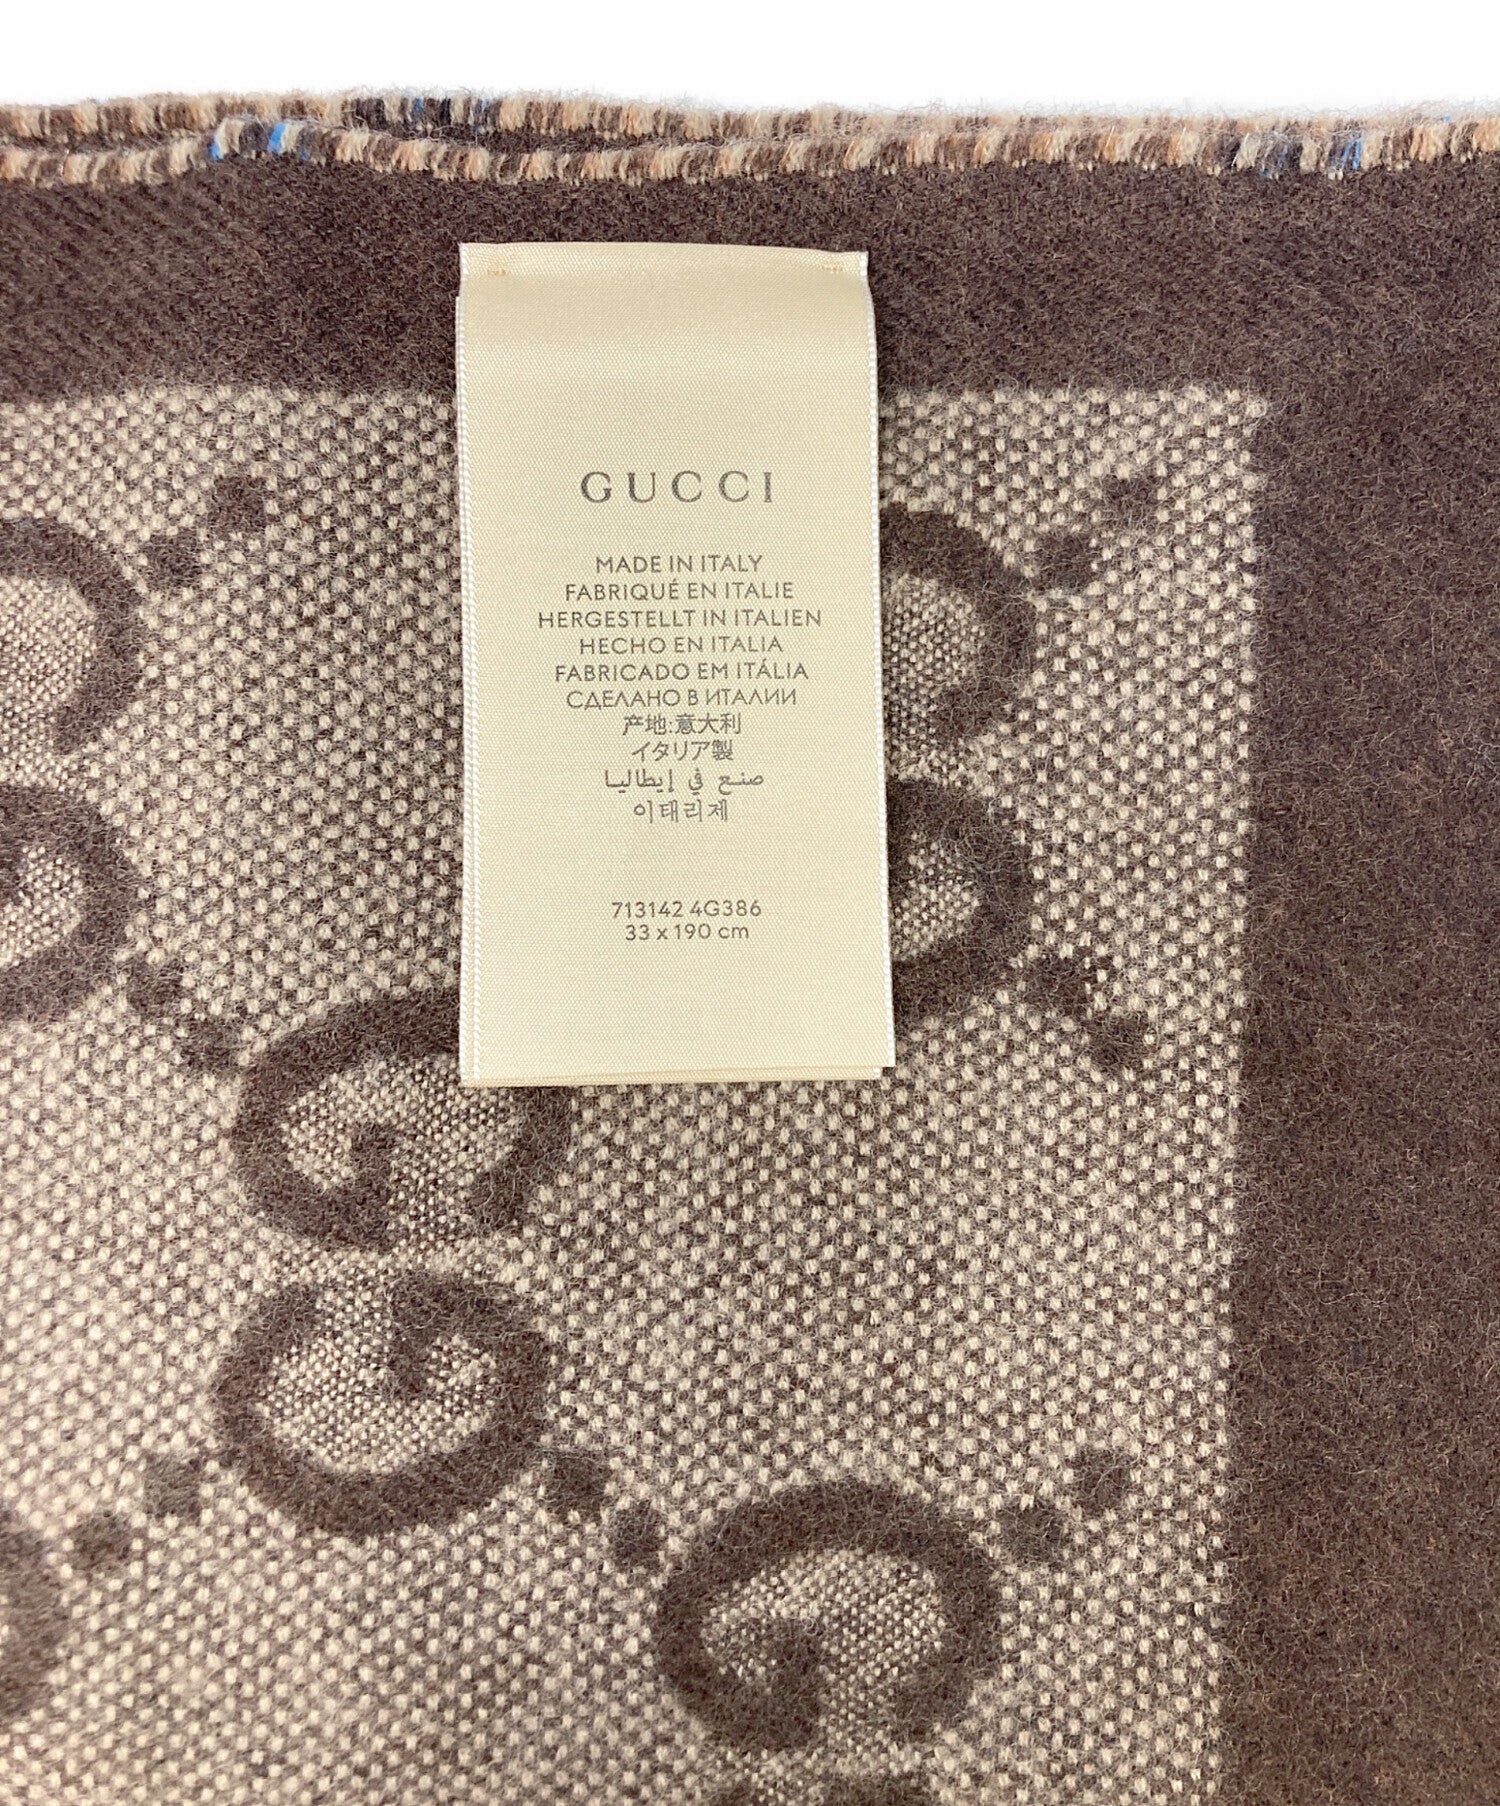 GUCCI
MADE IN ITALY
FABRIQUÉ EN ITALIE
HERGESTELLT IN ITALIEN
HECHO EN ITALIA
FABRICADO EM ITÁLIA
СДЕЛАНО В ИТАЛИИ
产地:意大利
イタリア製
صنع في إيطاليا
이태리제
713142 4G386
33 x 190 cm